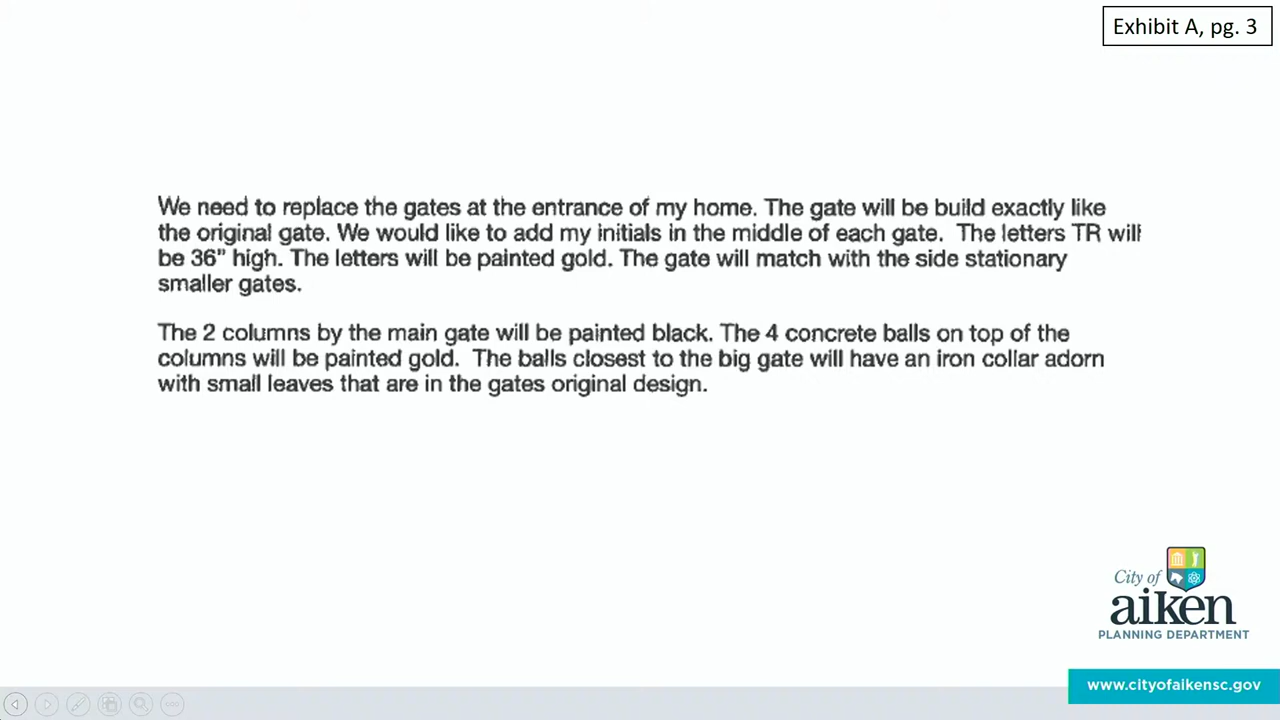 Exhibit A, pg. 3
We need to replace the gates at the entrance of my home. The gate will be build exactly like
the original gate. We would like to add my initials in the middle of each gate. The letters TR will
be 36” high. The letters will be painted gold. The gate will match with the side stationary
smaller gates.
The 2 columns by the main gate will be painted black. The 4 concrete balls on top of the
columns will be painted gold. The balls closest to the big gate will have an iron collar adorn
with small leaves that are in the gates original design.
City of
aiken
PLANNING DEPARTMENT
www.cityofaikensc.gov